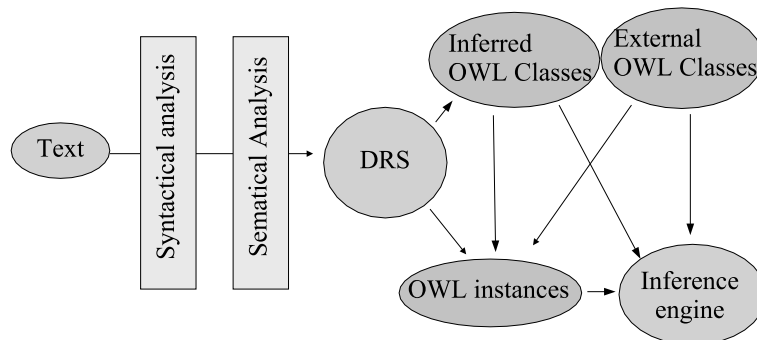 Text
Syntactical analysis
Sematical Analysis
DRS
Inferred
OWL Classes
External
OWL Classes
OWL instances
Inference
engine